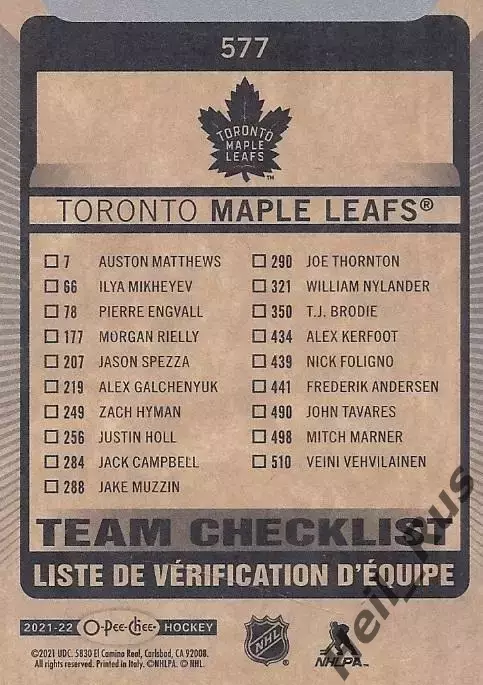 577
TORONTO
MAPLE
LEAFS
TM
TORONTO MAPLE LEAFS®
7 AUSTON MATTHEWS
66 ILYA MIKHEYEV
78 PIERRE ENGVALL
177 MORGAN RIELLY
207 JASON SPEZZA
219 ALEX GALCHENYUK
249 ZACH HYMAN
256 JUSTIN HOLL
284 JACK CAMPBELL
288 JAKE MUZZIN
290 JOE THORNTON
321 WILLIAM NYLANDER
350 T.J. BRODIE
434 ALEX KERFOOT
439 NICK FOLIGNO
441 FREDERIK ANDERSEN
490 JOHN TAVARES
498 MITCH MARNER
510 VEINI VEHVILAINEN
TEAM CHECKLIST
LISTE DE VÉRIFICATION D'ÉQUIPE
2021-22 O-Pee-Chee HOCKEY
©2021 UDC. 5830 El Camino Real, Carlsbad, CA 92008.
All rights reserved. Printed in Italy. ©NHLPA. © NHL.
NHL
NHLPA
Meil_Rus